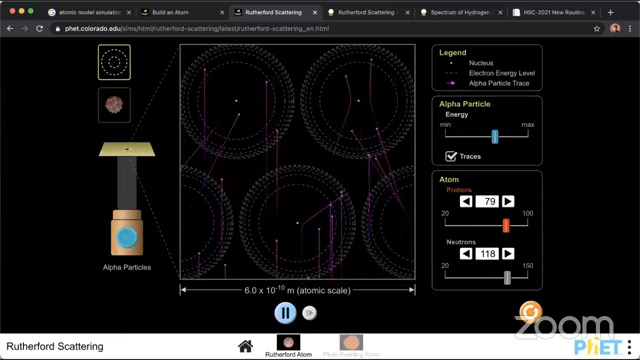 atomic model simulation
Build an Atom
Rutherford Scattering
Rutherford Scattering -
Spectrum of Hydrogen
HSC-2021 New Routin
phet.colorado.edu/sims/html/rutherford-scattering/latest/rutherford-scattering_en.html
Legend
Nucleus
Electron Energy Level
Alpha Particle Trace
Alpha Particle
Energy
min
max
Traces
Atom
Protons
79
20
100
Neutrons
118
20
150
Alpha Particles
6.0 x 10⁻¹⁰ m (atomic scale)
zoom
Rutherford Scattering
Rutherford Atom
Plum Pudding Atom
PhET